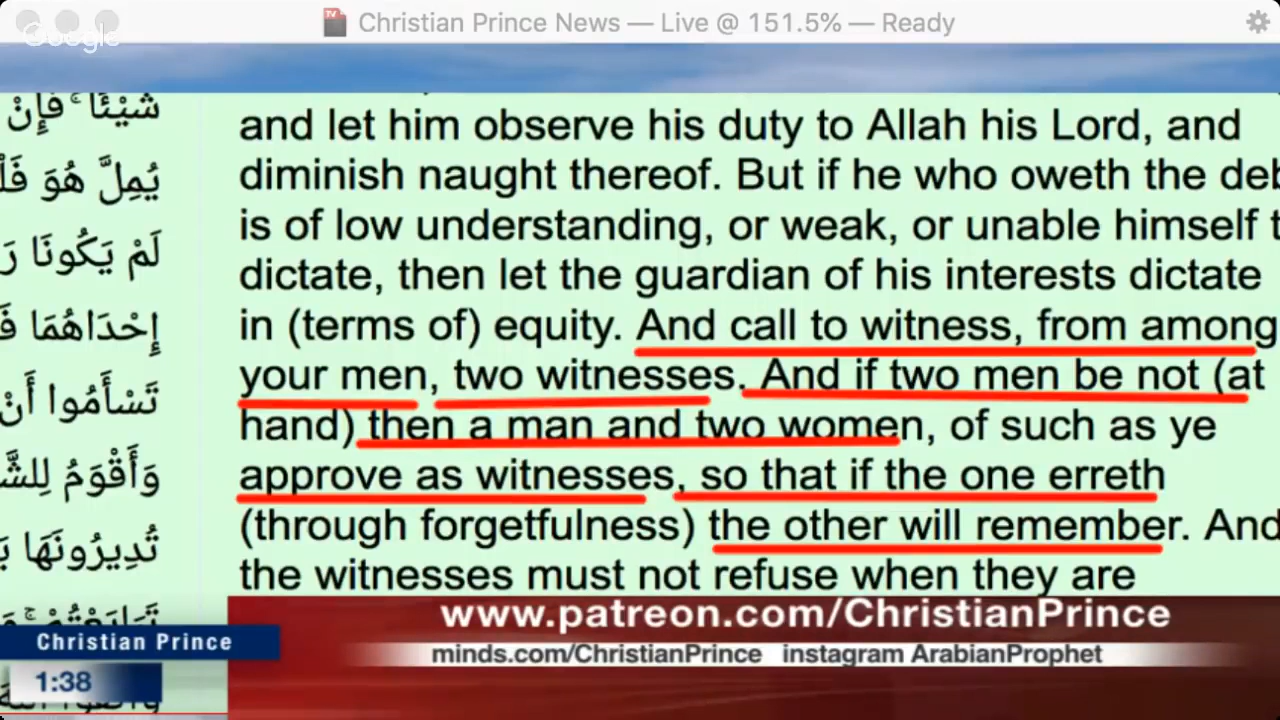 Christian Prince News — Live @ 151.5% — Ready
Google
TV
شَيْئًا ۚ فَإِنْ
يُمِلَّ هُوَ
لَمْ يَكُونَا
إِحْدَاهُمَا
تَسْأَمُوا أَنْ
وَأَقْوَمُ
تُدِيرُونَهَا
and let him observe his duty to Allah his Lord, and
diminish naught thereof. But if he who oweth the deb
is of low understanding, or weak, or unable himself t
dictate, then let the guardian of his interests dictate
in (terms of) equity. And call to witness, from among
your men, two witnesses. And if two men be not (at
hand) then a man and two women, of such as ye
approve as witnesses, so that if the one erreth
(through forgetfulness) the other will remember. And
the witnesses must not refuse when they are
www.patreon.com/ChristianPrince
Christian Prince
minds.com/ChristianPrince instagram ArabianProphet
1:38